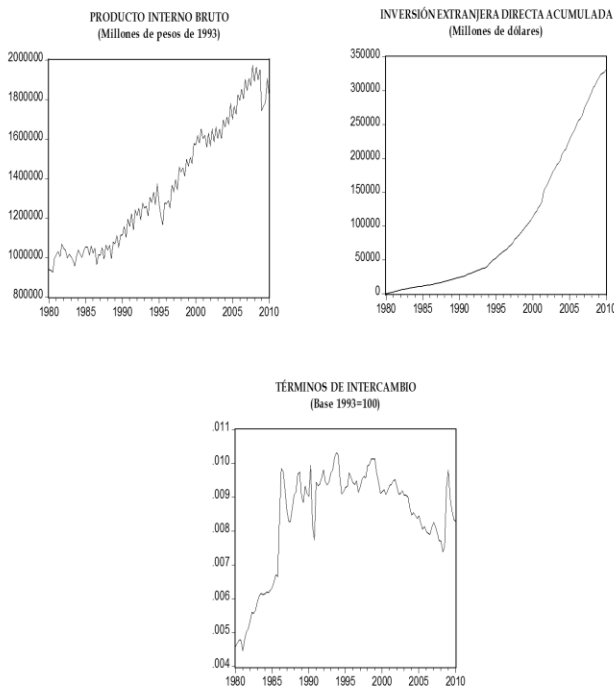 PRODUCTO INTERNO BRUTO
(Millones de pesos de 1993)
2000000
1800000
1600000
1400000
1200000
1000000
800000
1980 1985 1990 1995 2000 2005 2010
INVERSIÓN EXTRANJERA DIRECTA ACUMULADA
(Millones de dólares)
350000
300000
250000
200000
150000
100000
50000
0
1980 1985 1990 1995 2000 2005 2010
TÉRMINOS DE INTERCAMBIO
(Base 1993=100)
.011
.010
.009
.008
.007
.006
.005
.004
1980 1985 1990 1995 2000 2005 2010